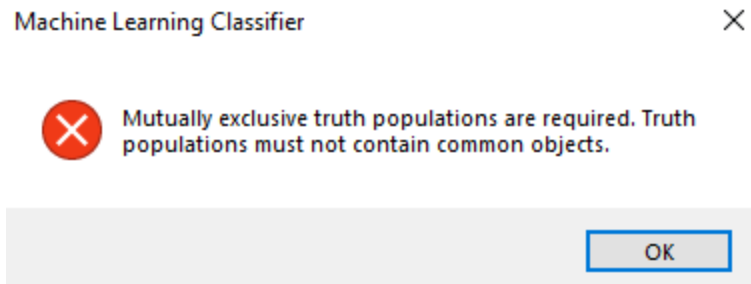 Machine Learning Classifier
Mutually exclusive truth populations are required. Truth
populations must not contain common objects.
OK